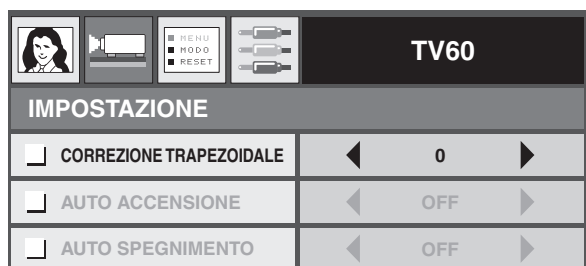 MENU
MODO
RESET
TV60
IMPOSTAZIONE
CORREZIONE TRAPEZOIDALE 0
AUTO ACCENSIONE OFF
AUTO SPEGNIMENTO OFF